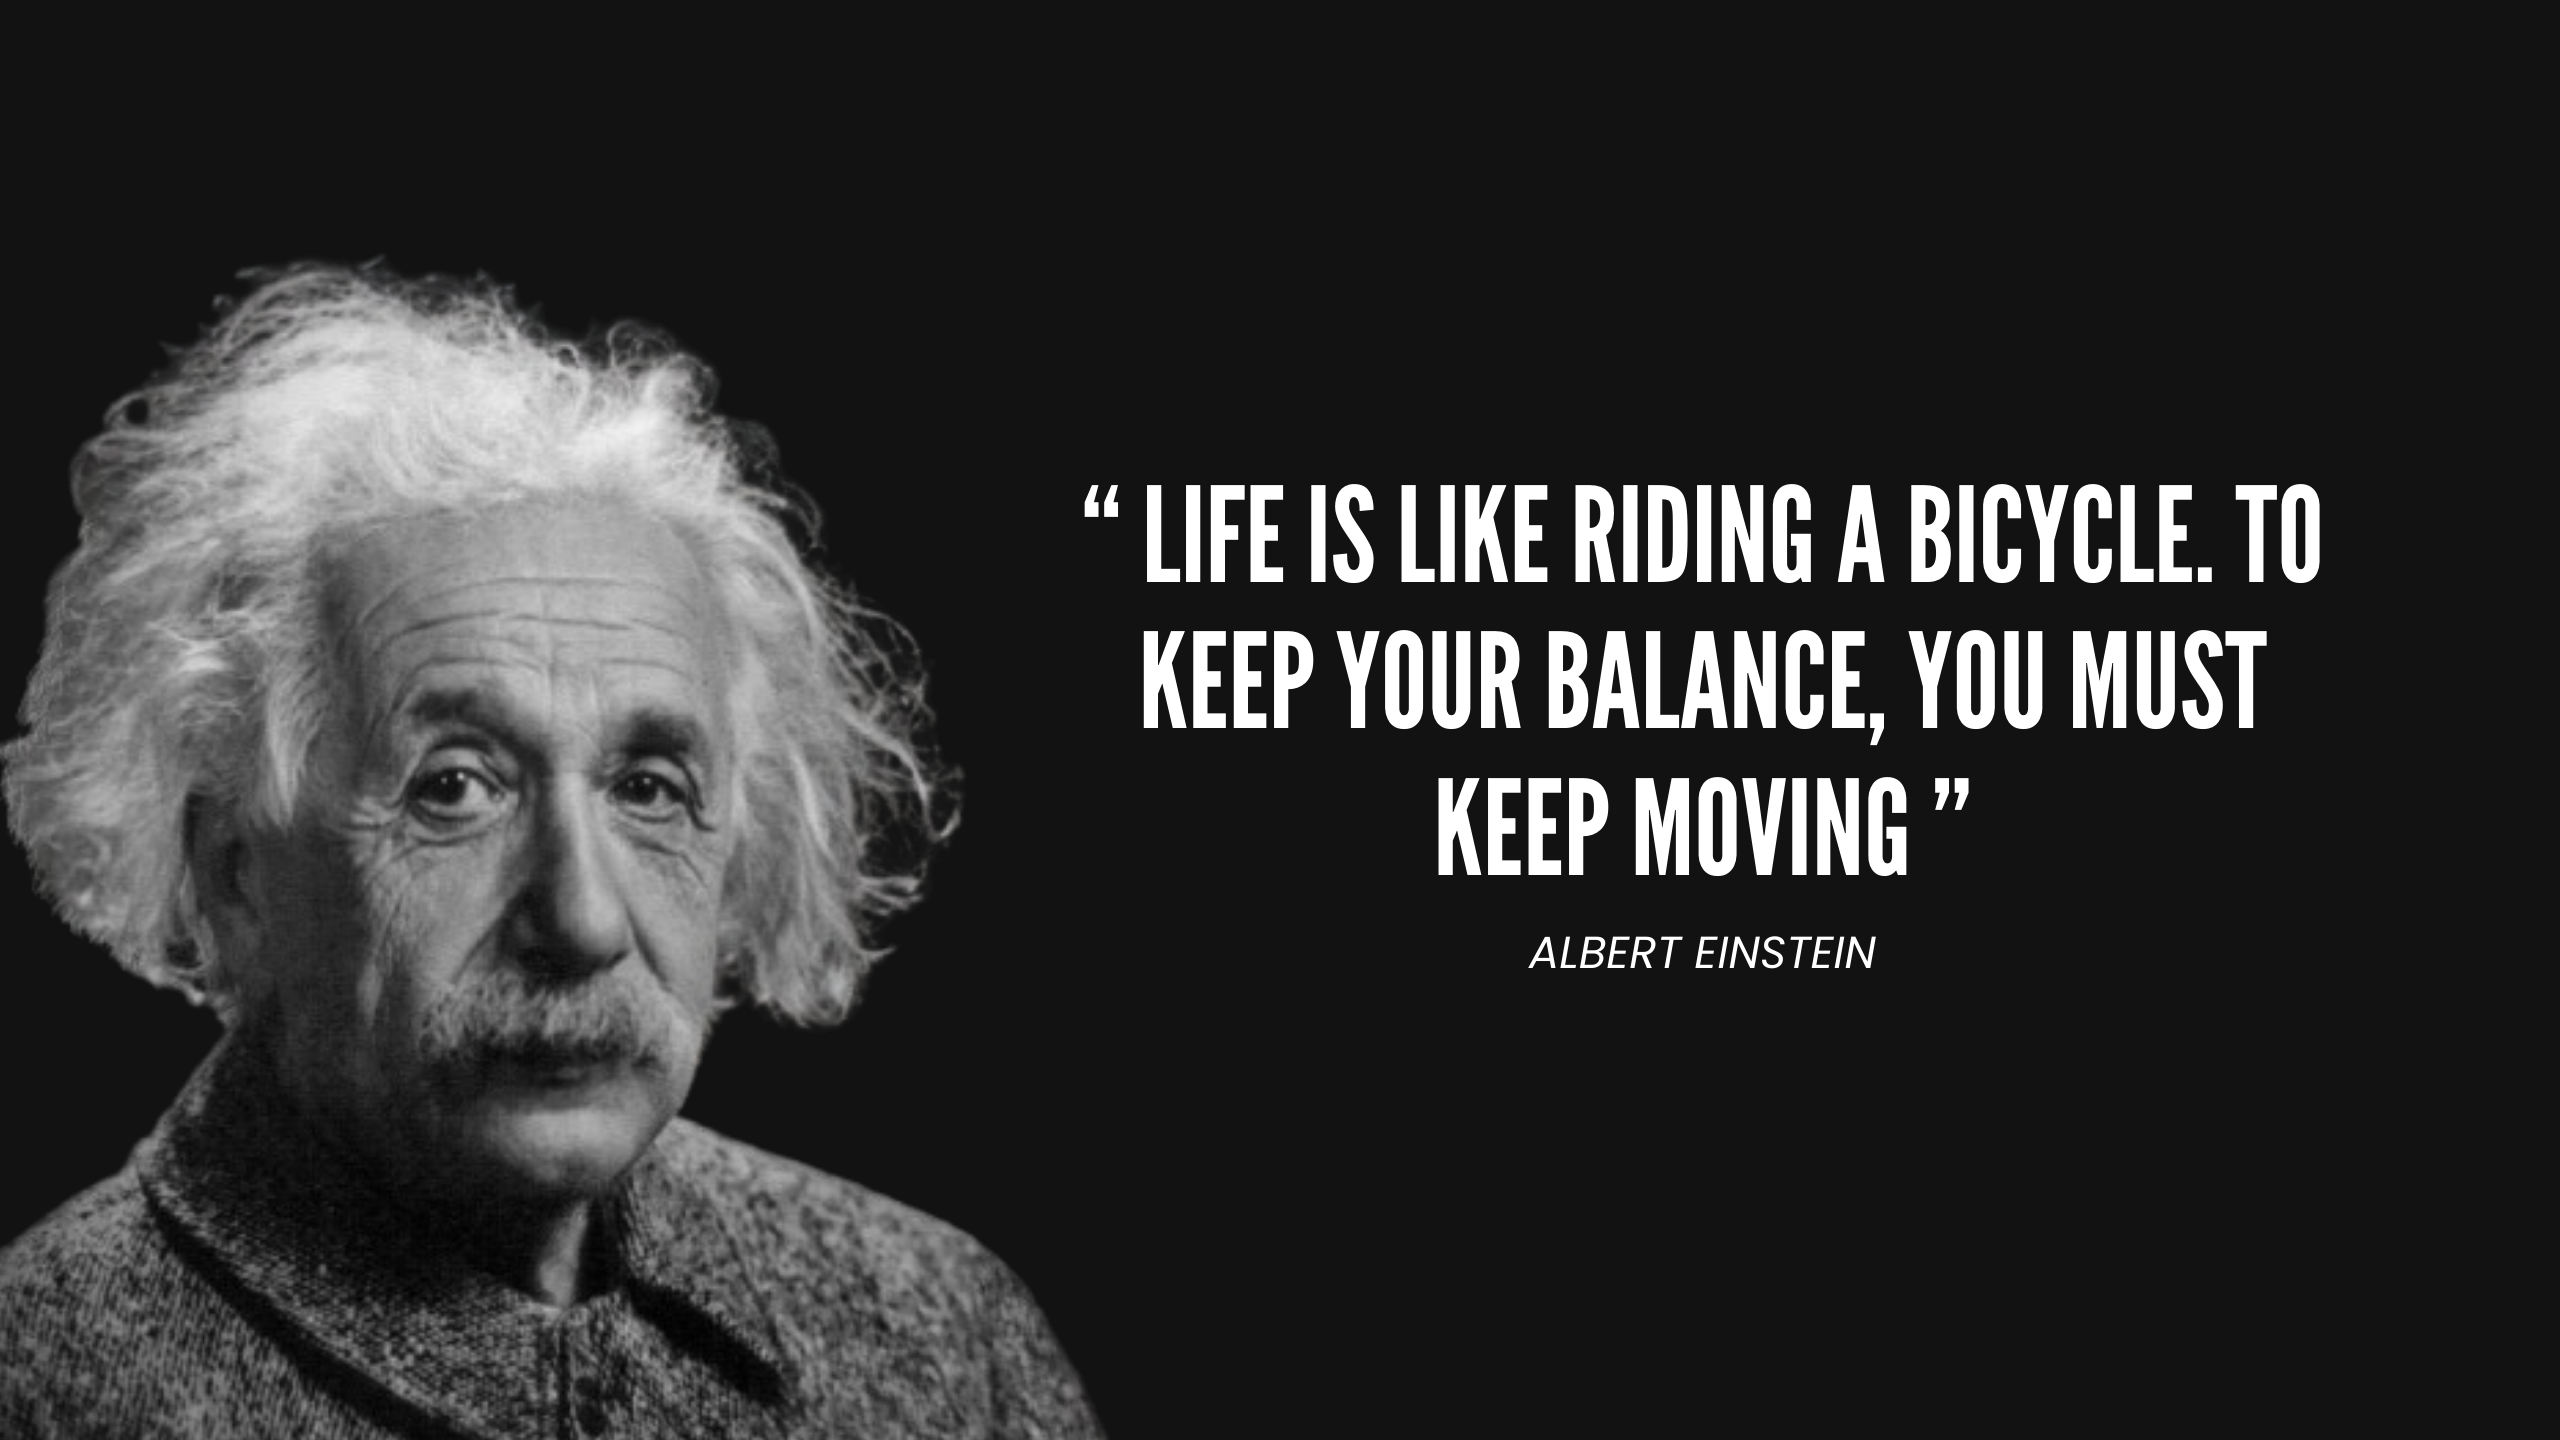 “ LIFE IS LIKE RIDING A BICYCLE. TO
KEEP YOUR BALANCE, YOU MUST
KEEP MOVING ”
ALBERT EINSTEIN